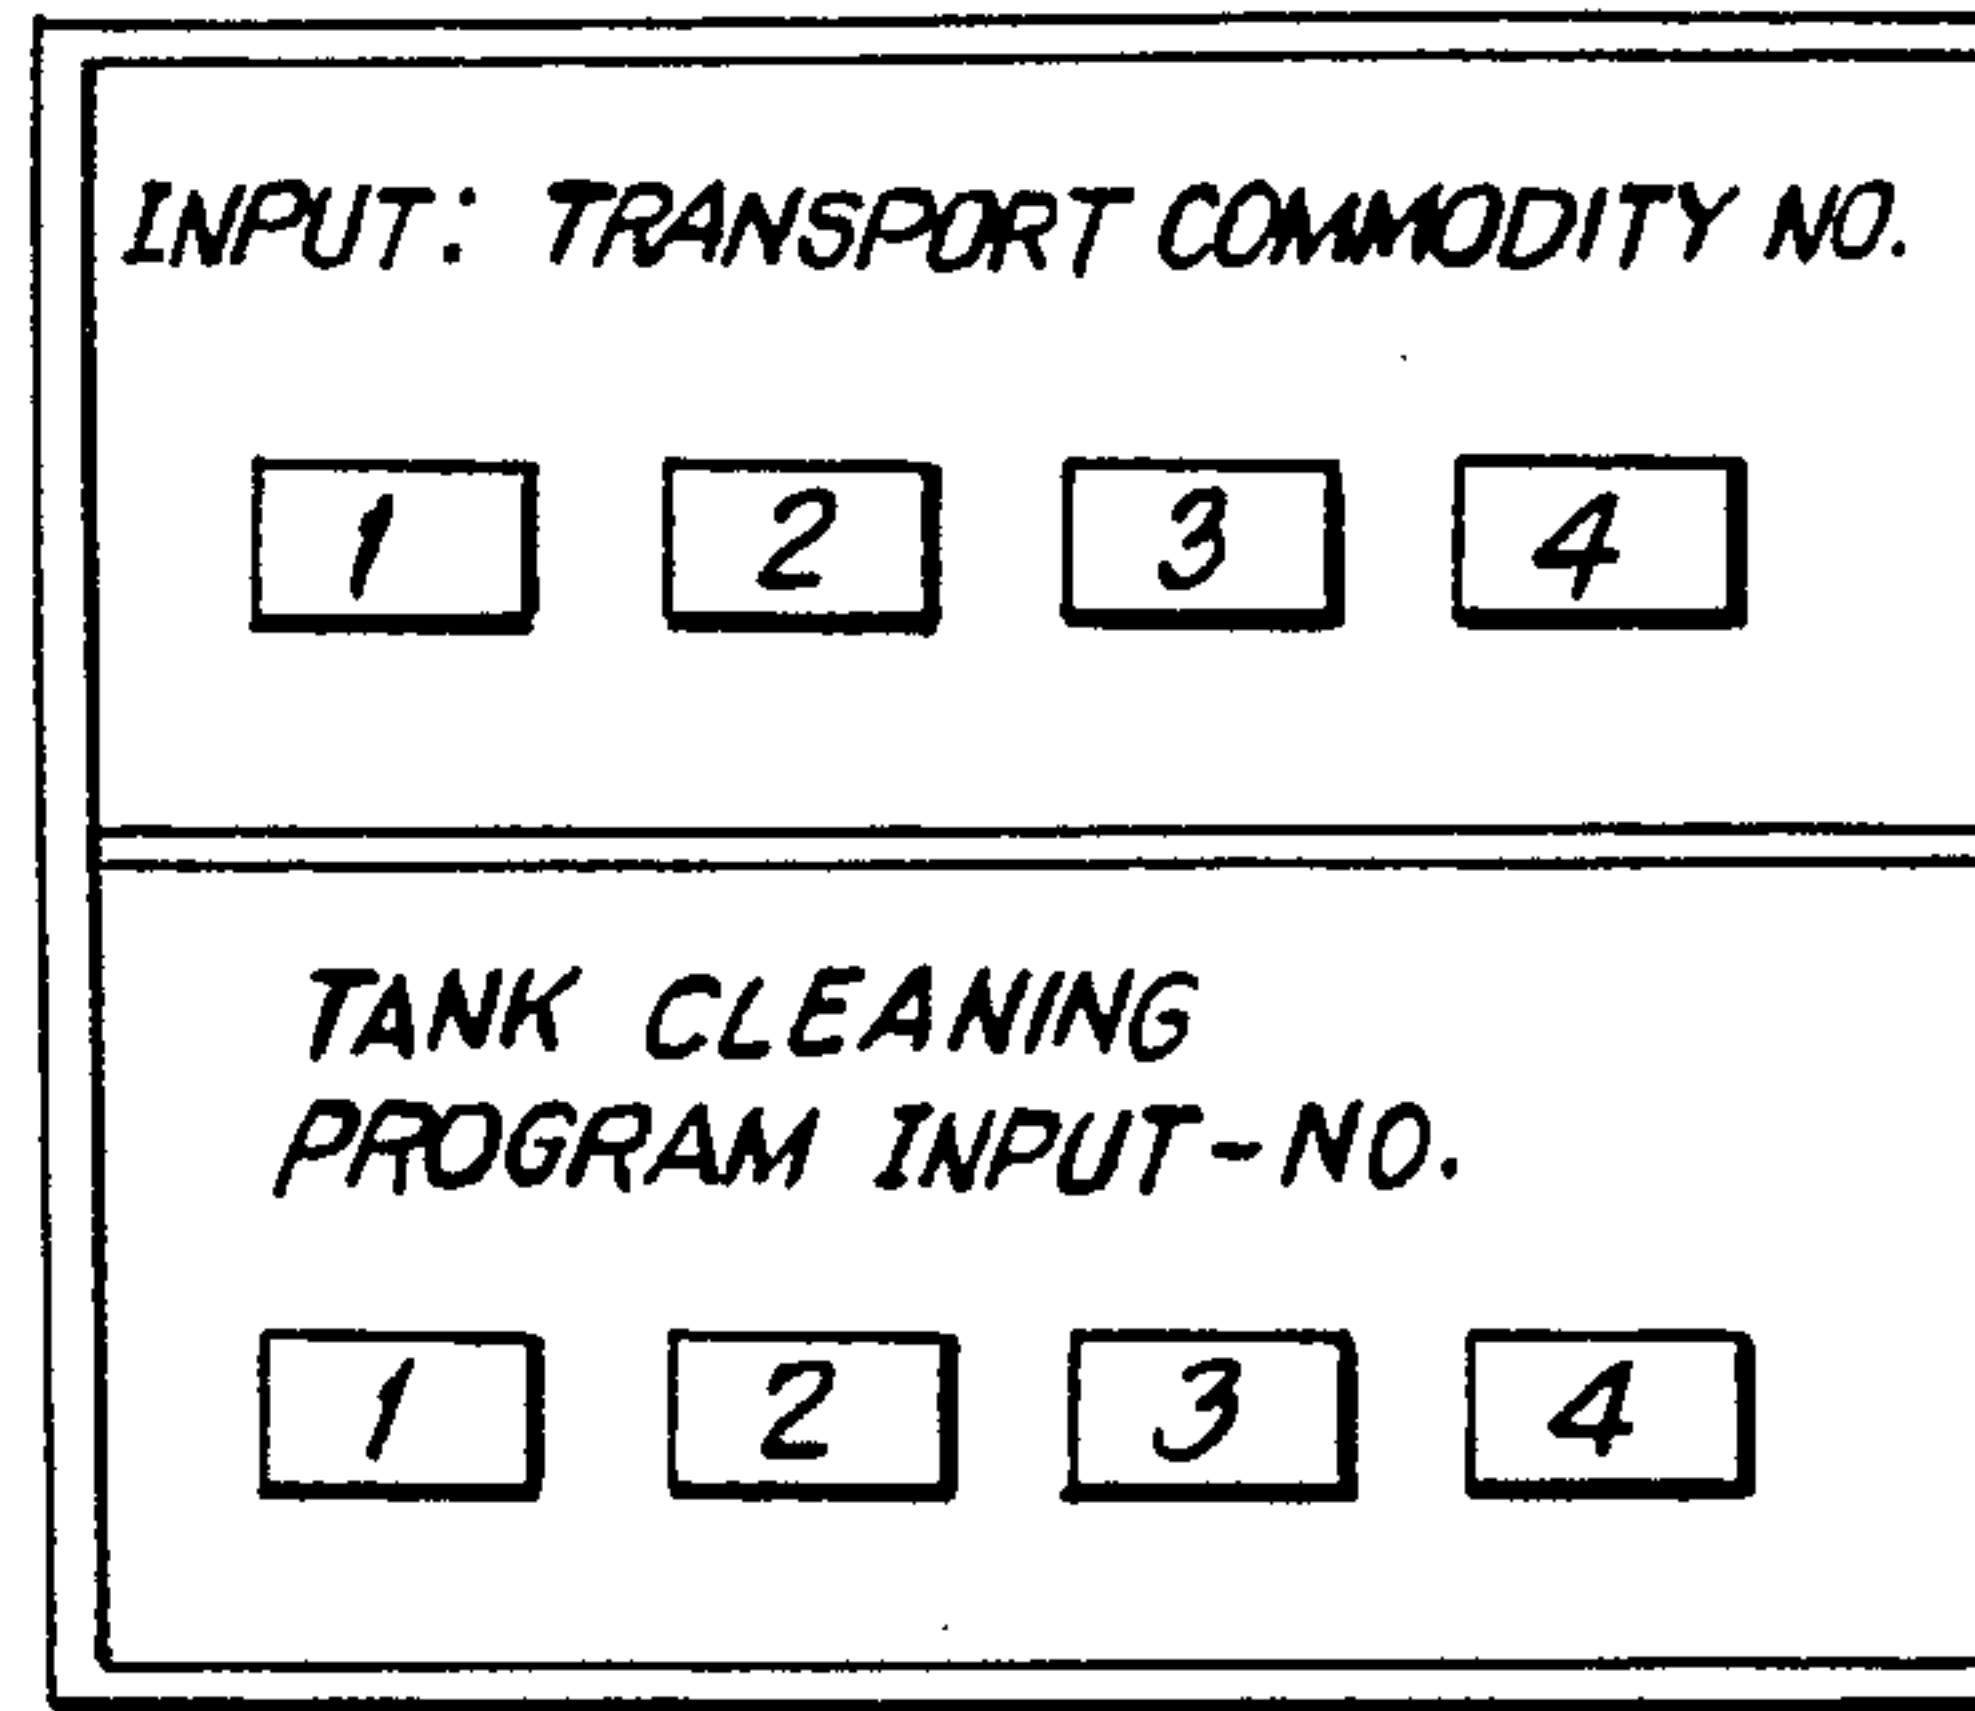 INPUT: TRANSPORT COMMODITY NO.
1 2 3 4
TANK CLEANING
PROGRAM INPUT-NO.
1 2 3 4